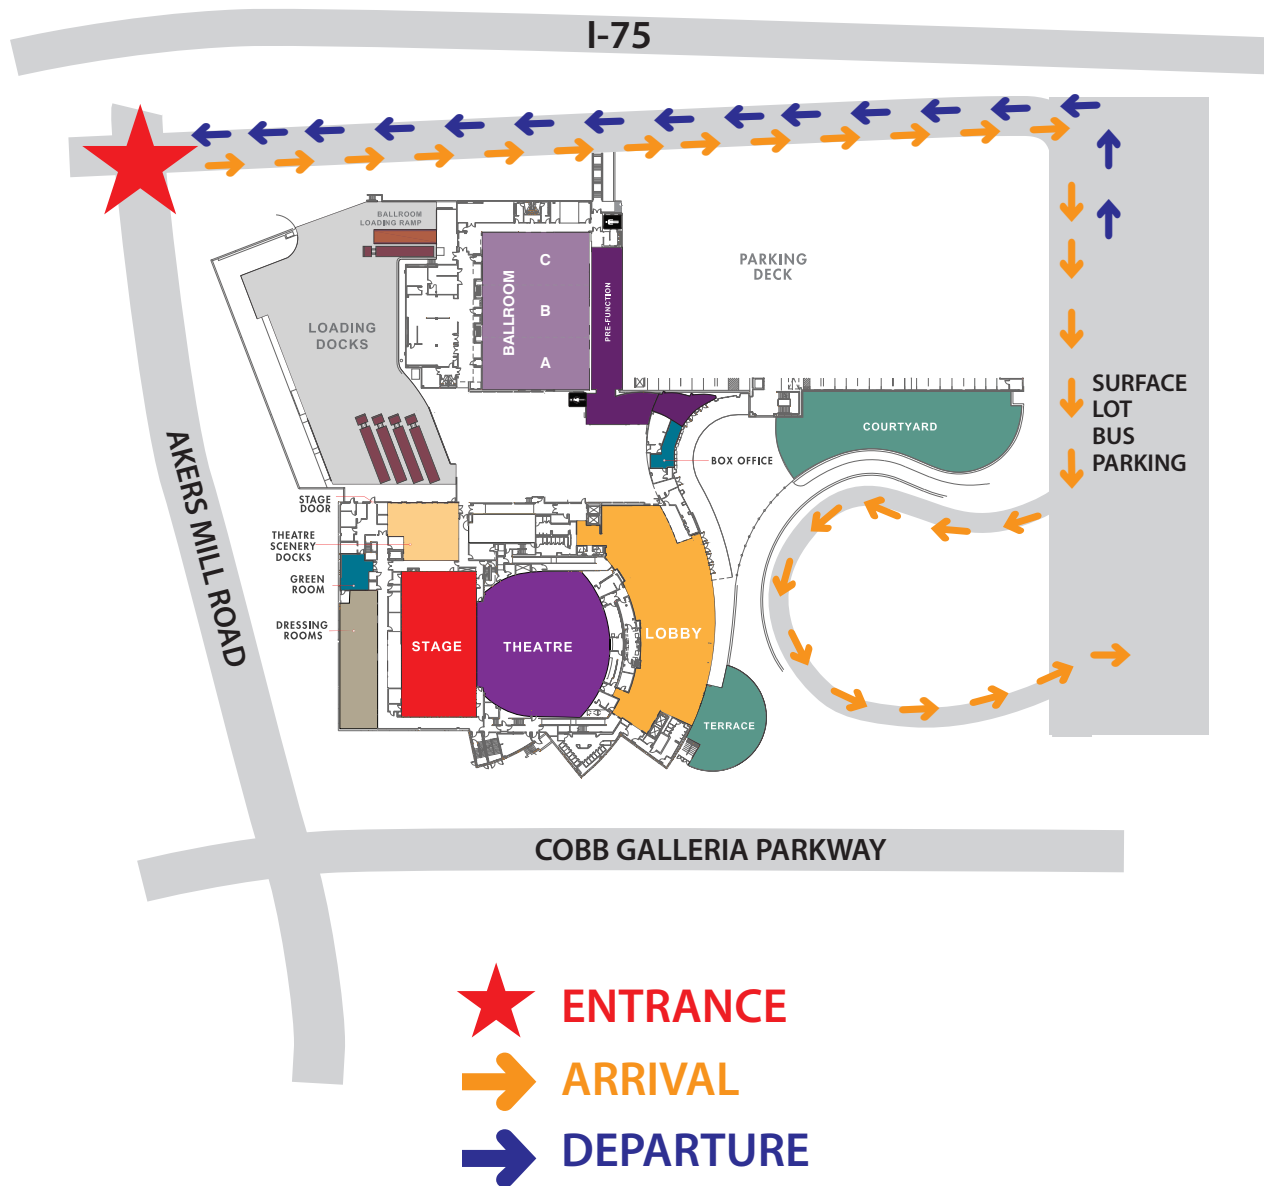 I-75
BALLROOM
LOADING RAMP
C
B
A
BALLROOM
PRE-FUNCTION
PARKING
DECK
LOADING
DOCKS
SURFACE
LOT
BUS
PARKING
COURTYARD
BOX OFFICE
AKERS MILL ROAD
STAGE
DOOR
THEATRE
SCENERY
DOCKS
GREEN
ROOM
DRESSING
ROOMS
STAGE
THEATRE
LOBBY
TERRACE
COBB GALLERIA PARKWAY
ENTRANCE
ARRIVAL
DEPARTURE